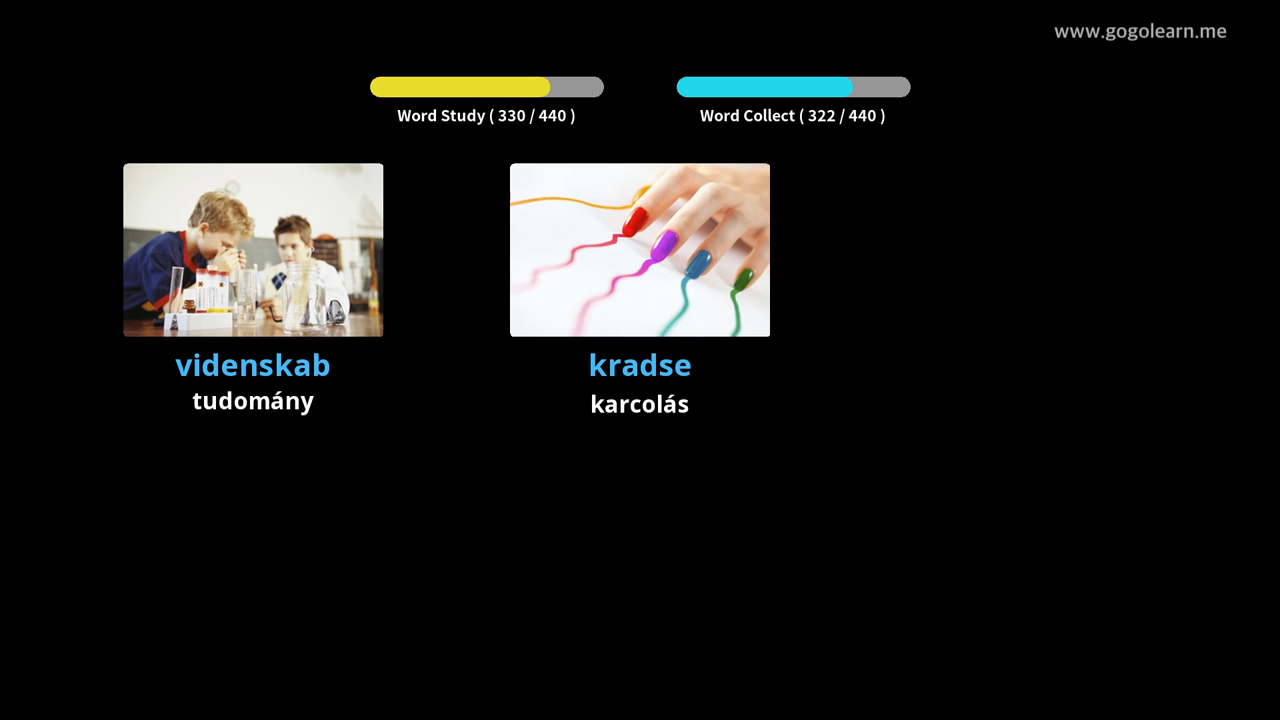 www.gogolearn.me
Word Study ( 330 / 440 )
Word Collect ( 322 / 440 )
videnskab
tudomány
kradse
karcolás